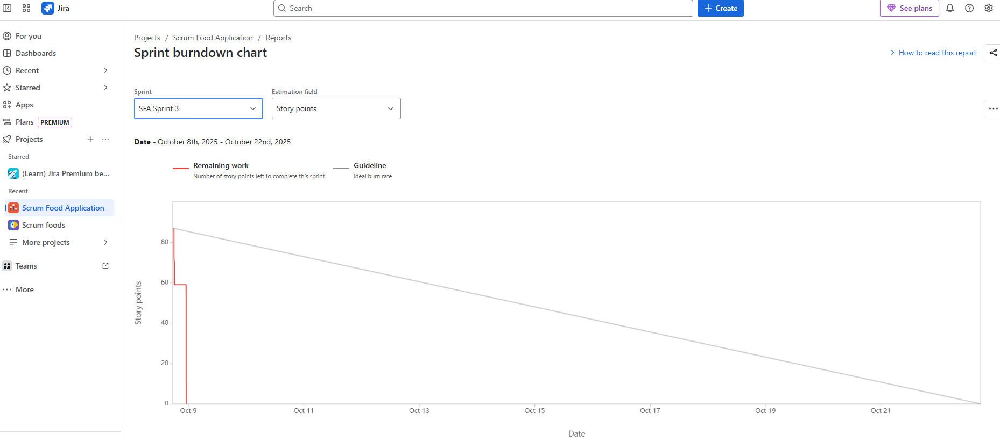 Jira
Search
Create
See plans
For you
Dashboards
Recent
Starred
Apps
Plans PREMIUM
Projects
Starred
(Learn) Jira Premium be...
Recent
Scrum Food Application
Scrum foods
More projects
Teams
More
Projects / Scrum Food Application / Reports
Sprint burndown chart
How to read this report
Sprint
SFA Sprint 3
Estimation field
Story points
Date - October 8th, 2025 - October 22nd, 2025
Remaining work
Number of story points left to complete this sprint
Guideline
Ideal burn rate
Story points
80
60
40
20
0
Oct 9 Oct 11 Oct 13 Oct 15 Oct 17 Oct 19 Oct 21
Date